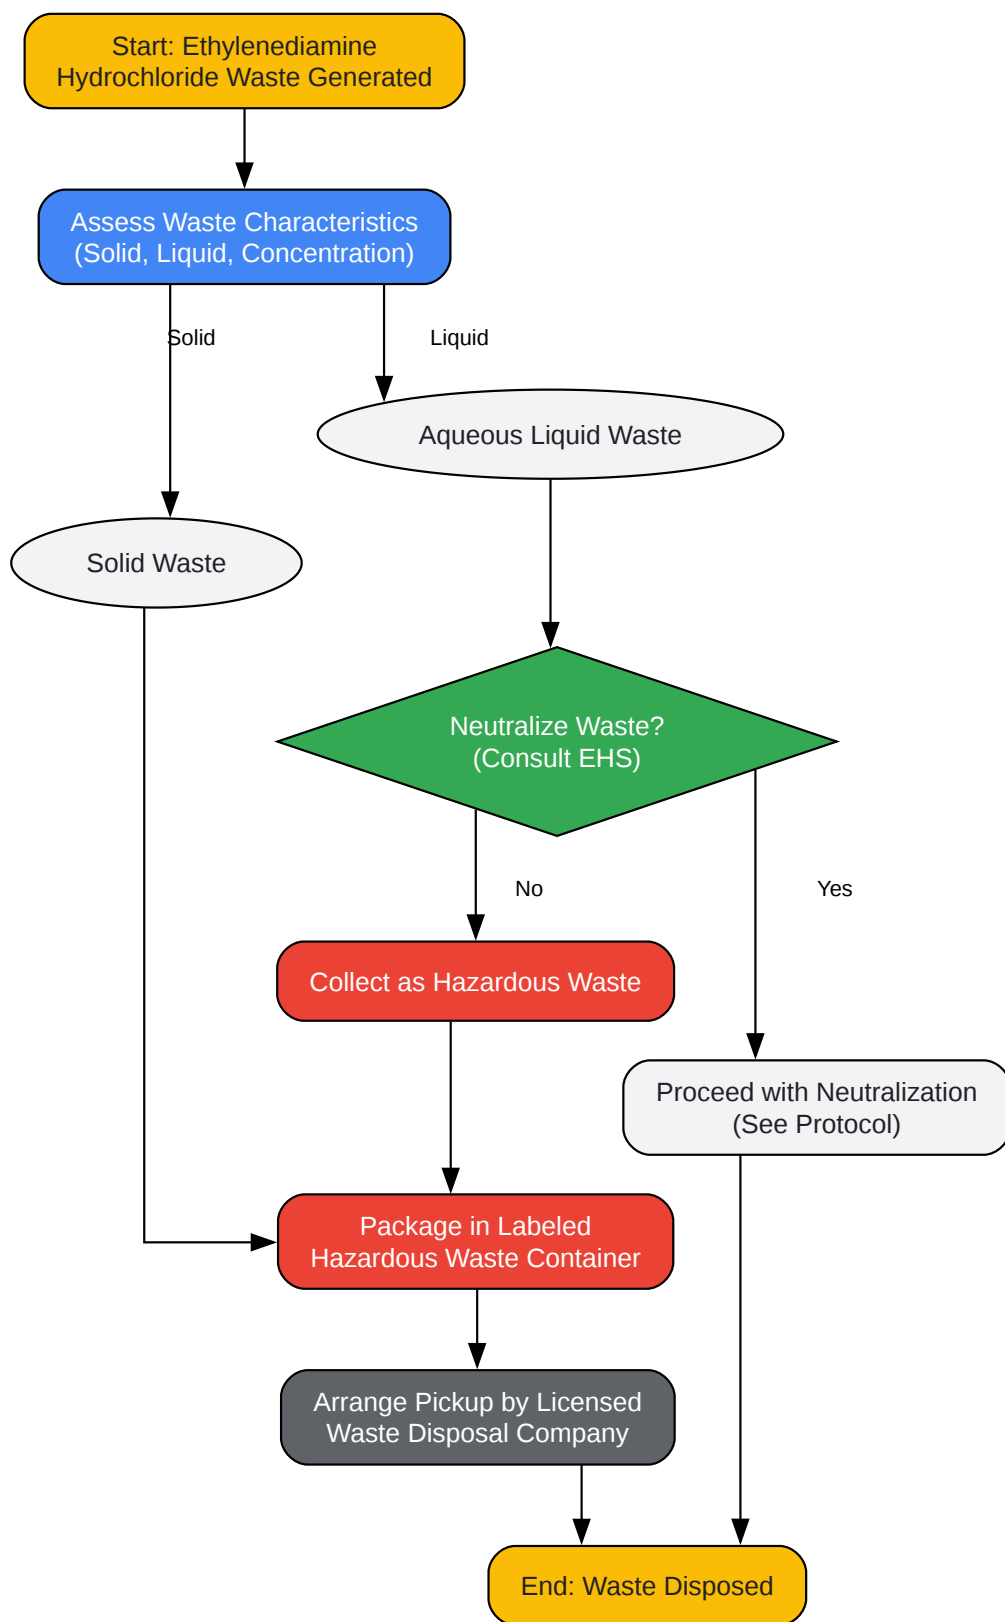 Start: Ethylenediamine
Hydrochloride Waste Generated
Assess Waste Characteristics
(Solid, Liquid, Concentration)
Solid
Liquid
Aqueous Liquid Waste
Solid Waste
Neutralize Waste?
(Consult EHS)
No
Yes
Collect as Hazardous Waste
Proceed with Neutralization
(See Protocol)
Package in Labeled
Hazardous Waste Container
Arrange Pickup by Licensed
Waste Disposal Company
End: Waste Disposed